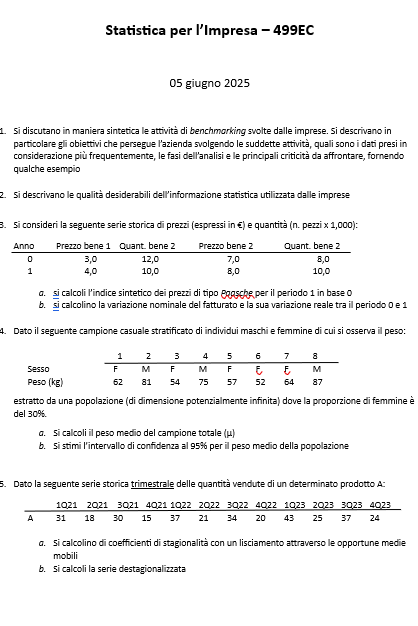 Statistica per l'Impresa – 499EC
05 giugno 2025
1. Si discutano in maniera sintetica le attività di benchmarking svolte dalle imprese. Si descrivano in
particolare gli obiettivi che persegue l'azienda svolgendo le suddette attività, quali sono i dati presi in
considerazione più frequentemente, le fasi dell'analisi e le principali criticità da affrontare, fornendo
qualche esempio
2. Si descrivano le qualità desiderabili dell'informazione statistica utilizzata dalle imprese
3. Si consideri la seguente serie storica di prezzi (espressi in €) e quantità (n. pezzi x 1,000):
Anno Prezzo bene 1 Quant. bene 2 Prezzo bene 2 Quant. bene 2
0 3,0 12,0 7,0 8,0
1 4,0 10,0 8,0 10,0
a. si calcoli l'indice sintetico dei prezzi di tipo Paasche per il periodo 1 in base 0
b. si calcolino la variazione nominale del fatturato e la sua variazione reale tra il periodo 0 e 1
4. Dato il seguente campione casuale stratificato di individui maschi e femmine di cui si osserva il peso:
1 2 3 4 5 6 7 8
Sesso F M F M F F F M
Peso (kg) 62 81 54 75 57 52 64 87
estratto da una popolazione (di dimensione potenzialmente infinita) dove la proporzione di femmine è
del 30%.
a. Si calcoli il peso medio del campione totale (μ)
b. Si stimi l'intervallo di confidenza al 95% per il peso medio della popolazione
5. Dato la seguente serie storica trimestrale delle quantità vendute di un determinato prodotto A:
1Q21 2Q21 3Q21 4Q21 1Q22 2Q22 3Q22 4Q22 1Q23 2Q23 3Q23 4Q23
A 31 18 30 15 37 21 34 20 43 25 37 24
a. Si calcolino di coefficienti di stagionalità con un lisciamento attraverso le opportune medie
mobili
b. Si calcoli la serie destagionalizzata